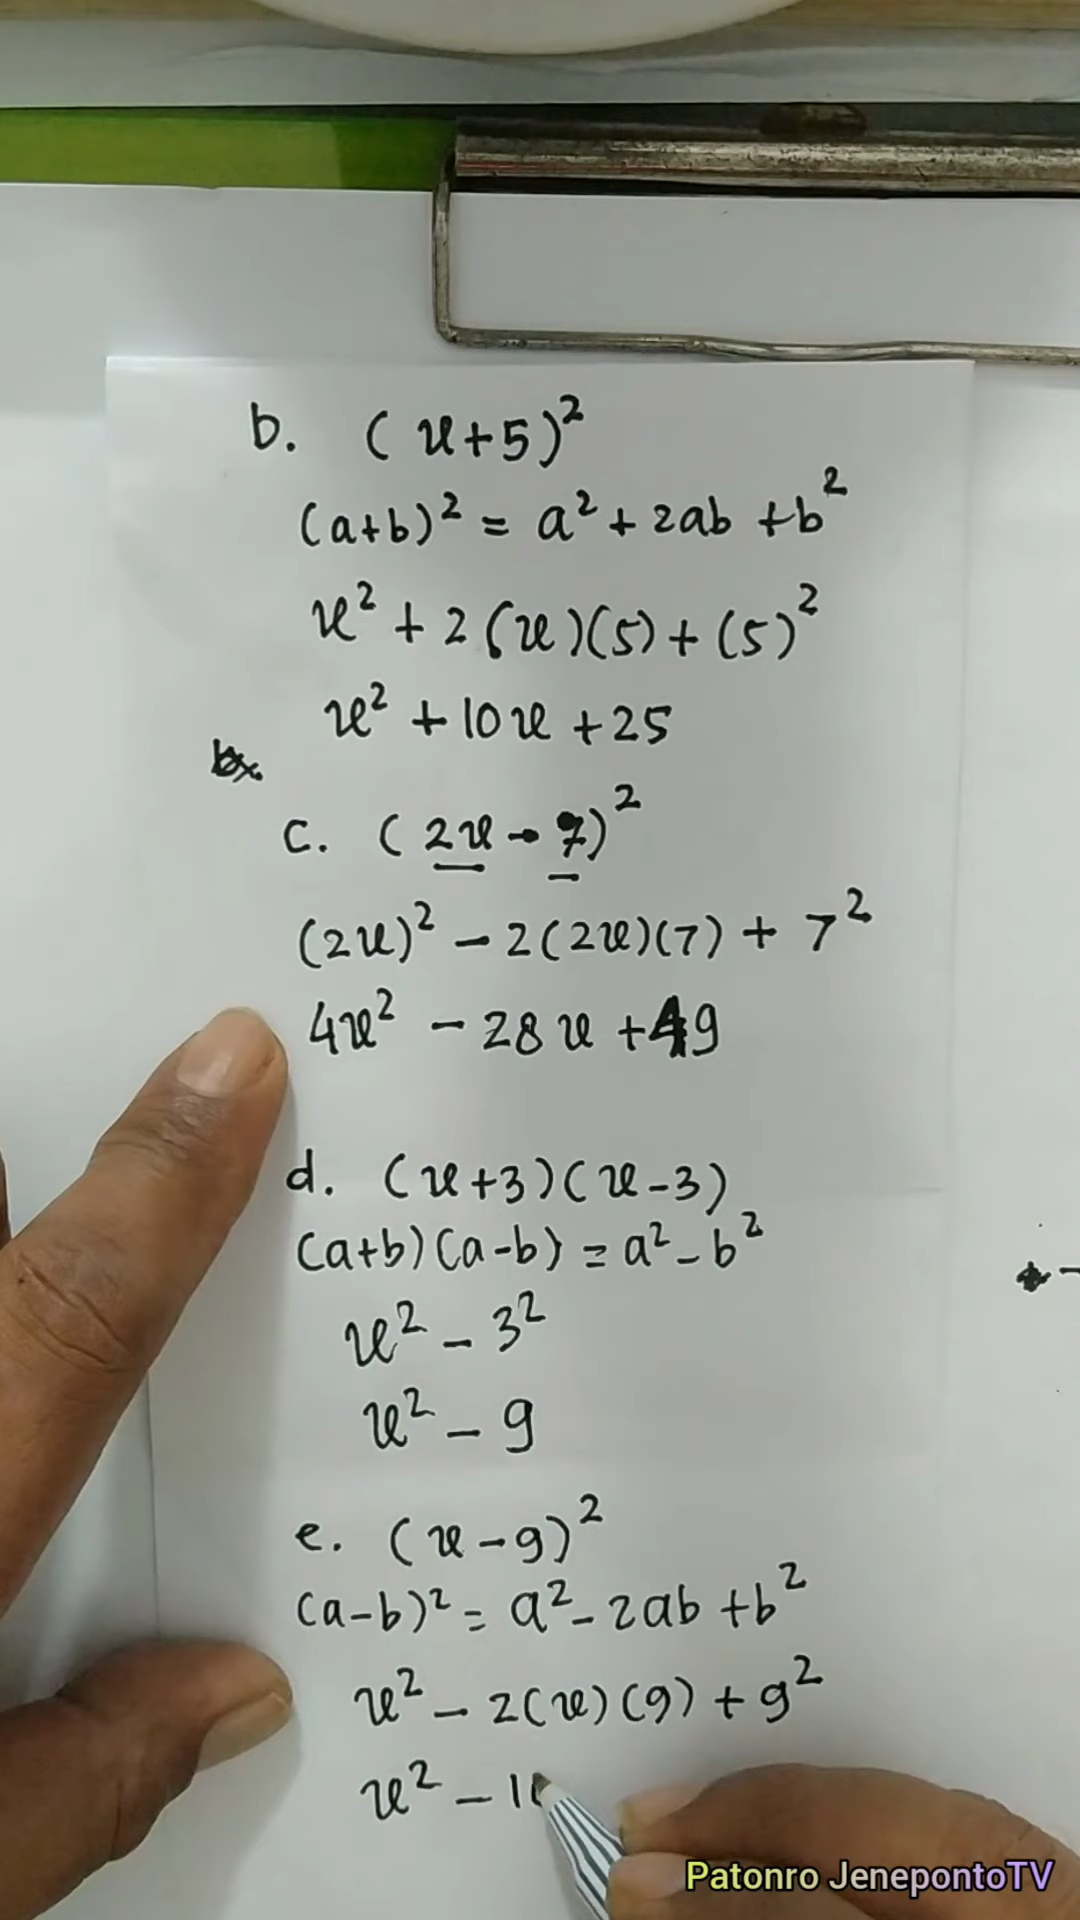 b. (x+5)²
(a+b)² = a² + 2ab +b²
x² + 2(x)(5) + (5)²
x² + 10x + 25
c. (2x - 7)²
(2x)² - 2(2x)(7) + 7²
4x² - 28x + 49
d. (x+3)(x-3)
(a+b)(a-b) = a² - b²
x² - 3²
x² - 9
e. (x-9)²
(a-b)² = a² - 2ab +b²
x² - 2(x)(9) + 9²
x² - 1
Patonro JenepontoTV